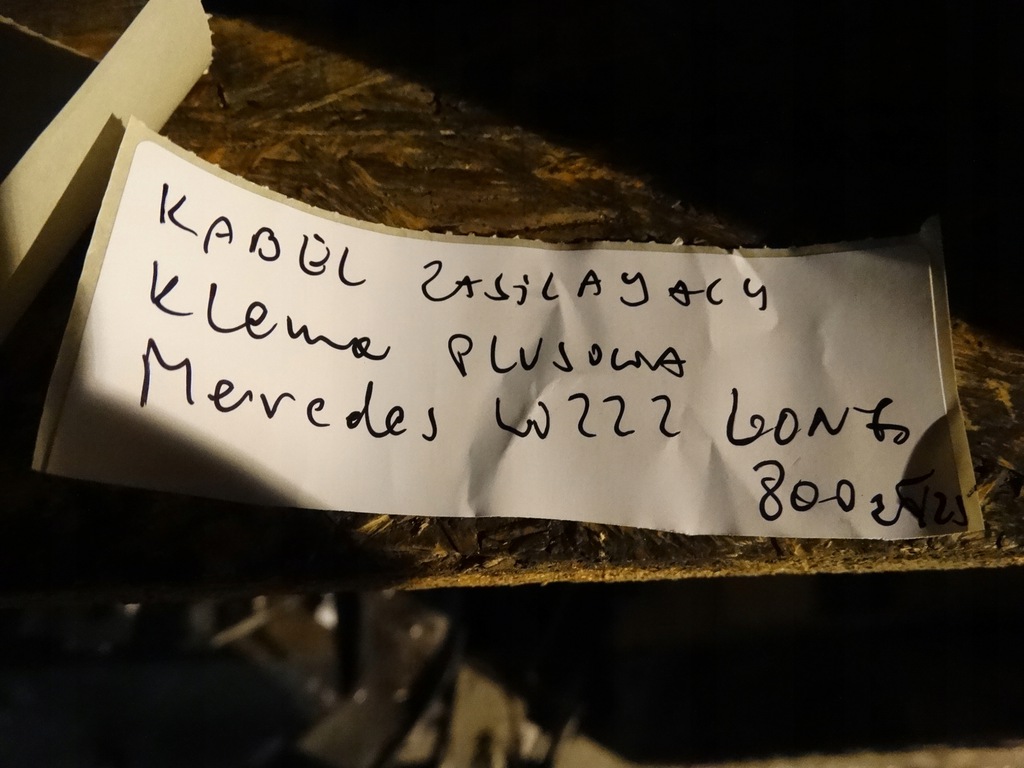 KABEL ZASiLAYACY
Klema PLUSOWA
Mercedes W222 LONG
800